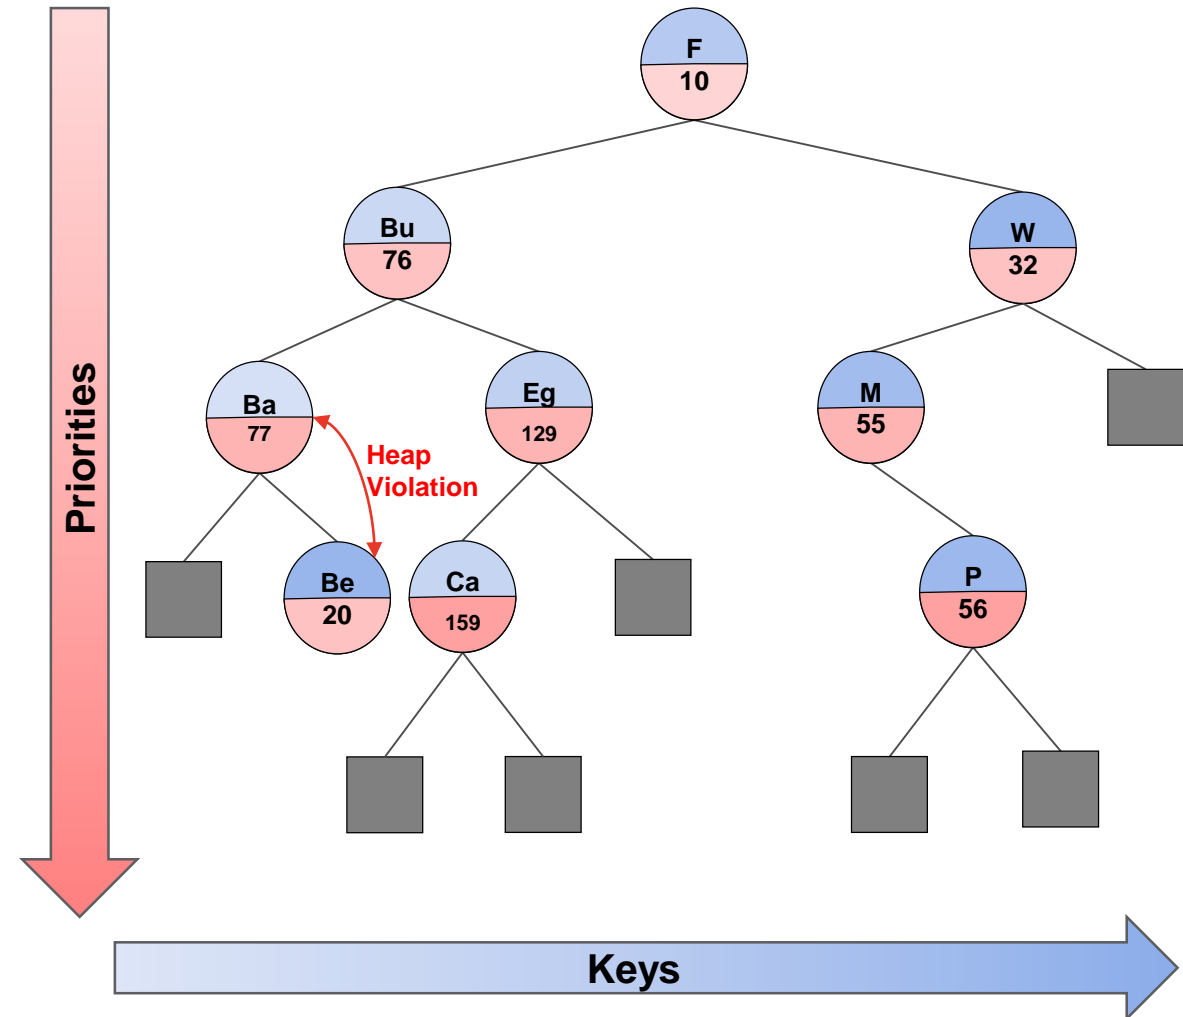 F
10
Bu
76
W
32
Ba
77
Eg
129
M
55
Heap
Violation
Be
20
Ca
159
P
56
Priorities
Keys